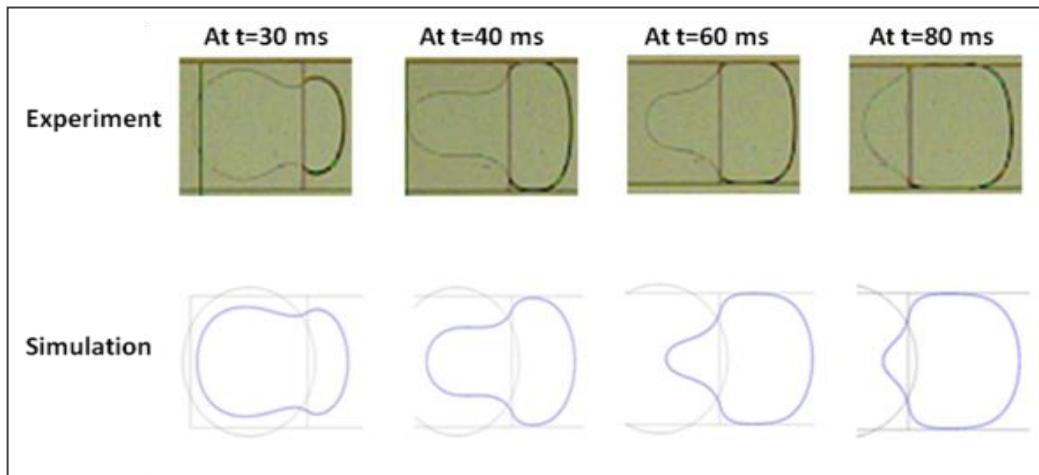 At t=30 ms At t=40 ms At t=60 ms At t=80 ms
Experiment
Simulation